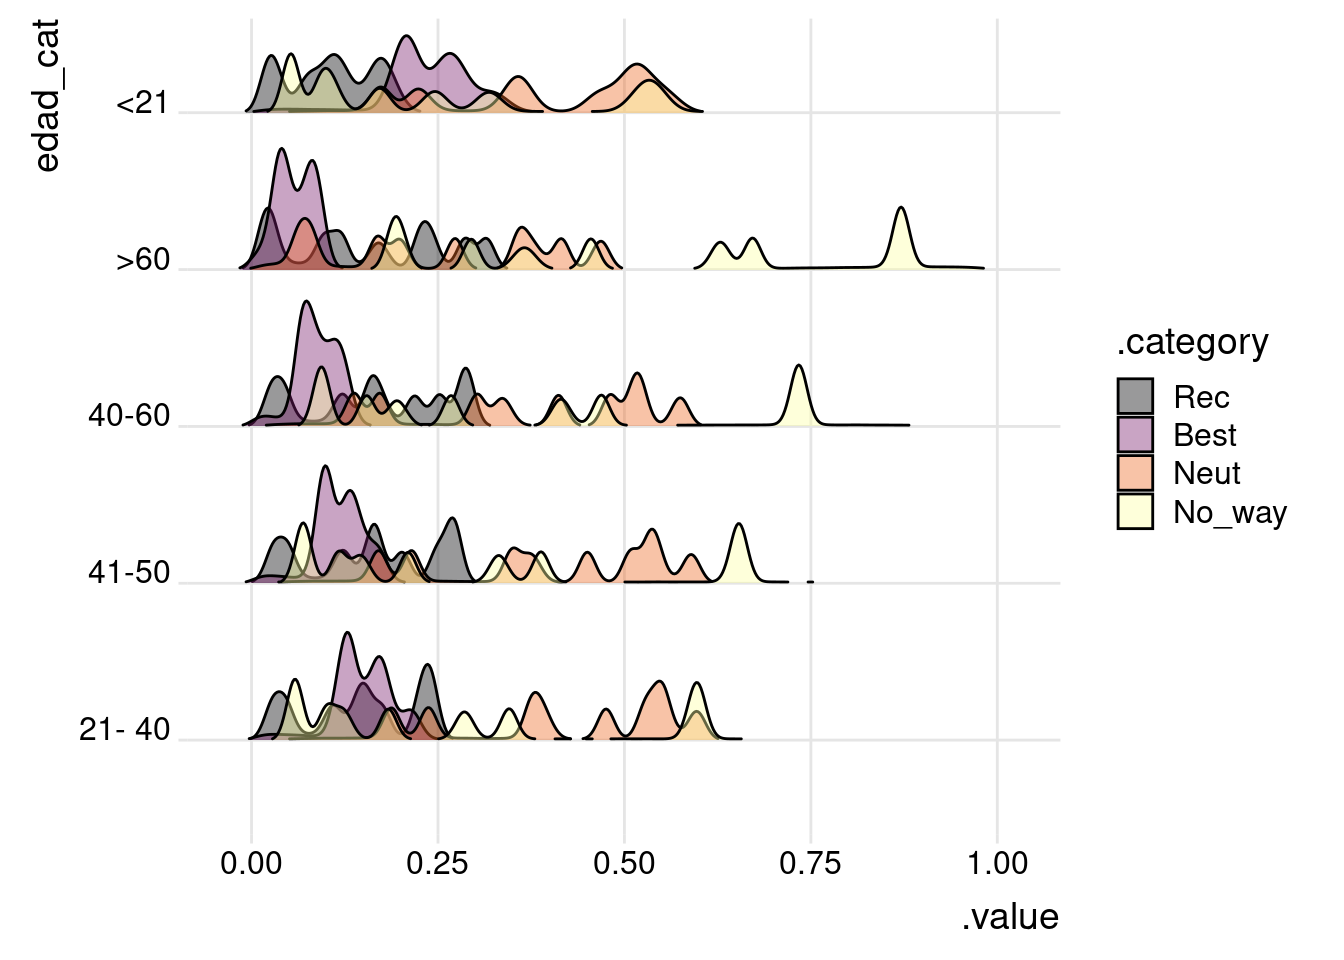 edad_cat
<21
>60
40-60
41-50
21- 40
0.00 0.25 0.50 0.75 1.00
.value
.category
Rec
Best
Neut
No_way